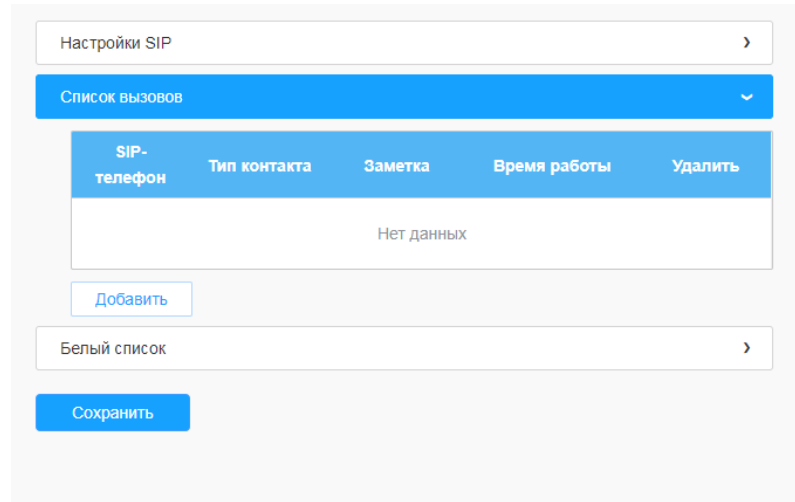 Настройки SIP
Список вызовов
SIP-
телефон
Тип контакта
Заметка
Время работы
Удалить
Нет данных
Добавить
Белый список
Сохранить